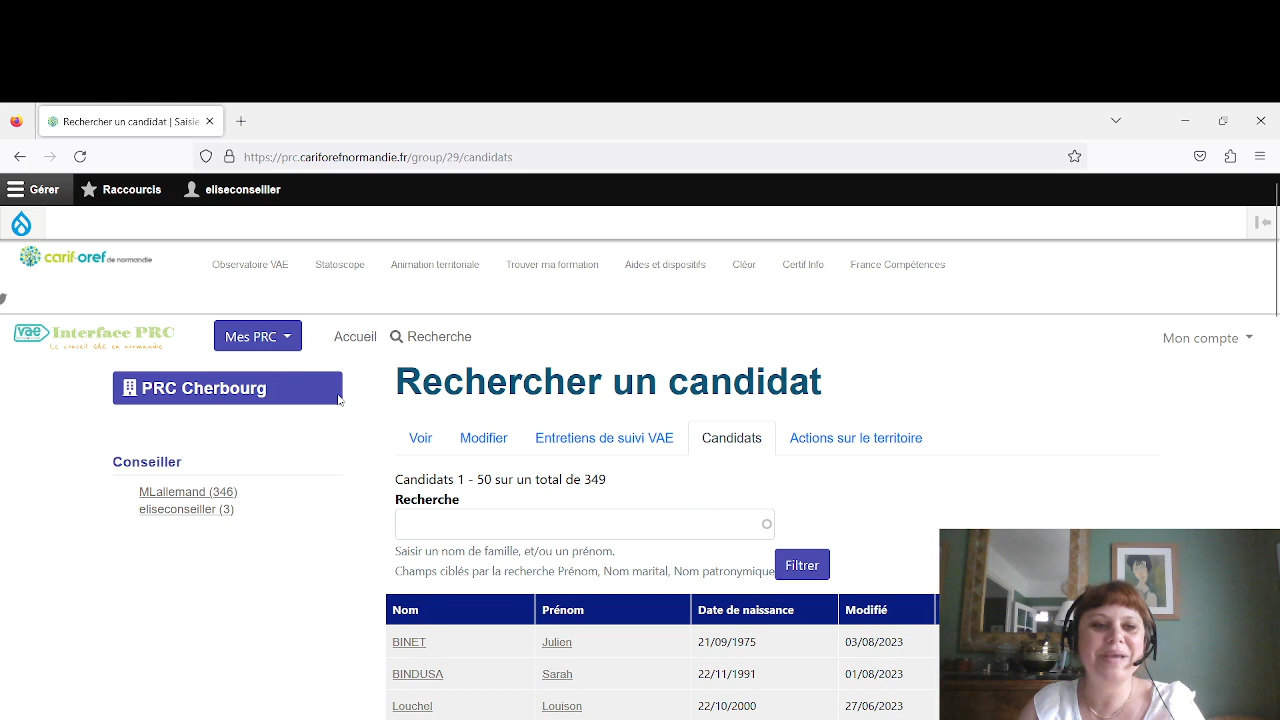 Rechercher un candidat | Saisie
https://prc.cariforefnormandie.fr/group/29/candidats
Gérer Raccourcis eliseconseiller
carif-oref de normandie
Observatoire VAE Statoscope Animation territoriale Trouver ma formation Aides et dispositifs Cléor Certif Info France Compétences
vae Interface PRC
Le conseil VAE en normandie
Mes PRC Accueil Recherche Mon compte
PRC Cherbourg
Rechercher un candidat
Voir Modifier Entretiens de suivi VAE Candidats Actions sur le territoire
Conseiller
MLallemand (346)
eliseconseiller (3)
Candidats 1 - 50 sur un total de 349
Recherche
Saisir un nom de famille, et/ou un prénom.
Champs ciblés par la recherche Prénom, Nom marital, Nom patronymique
Filtrer
Nom Prénom Date de naissance Modifié
BINET Julien 21/09/1975 03/08/2023
BINDUSA Sarah 22/11/1991 01/08/2023
Louchel Louison 22/10/2000 27/06/2023